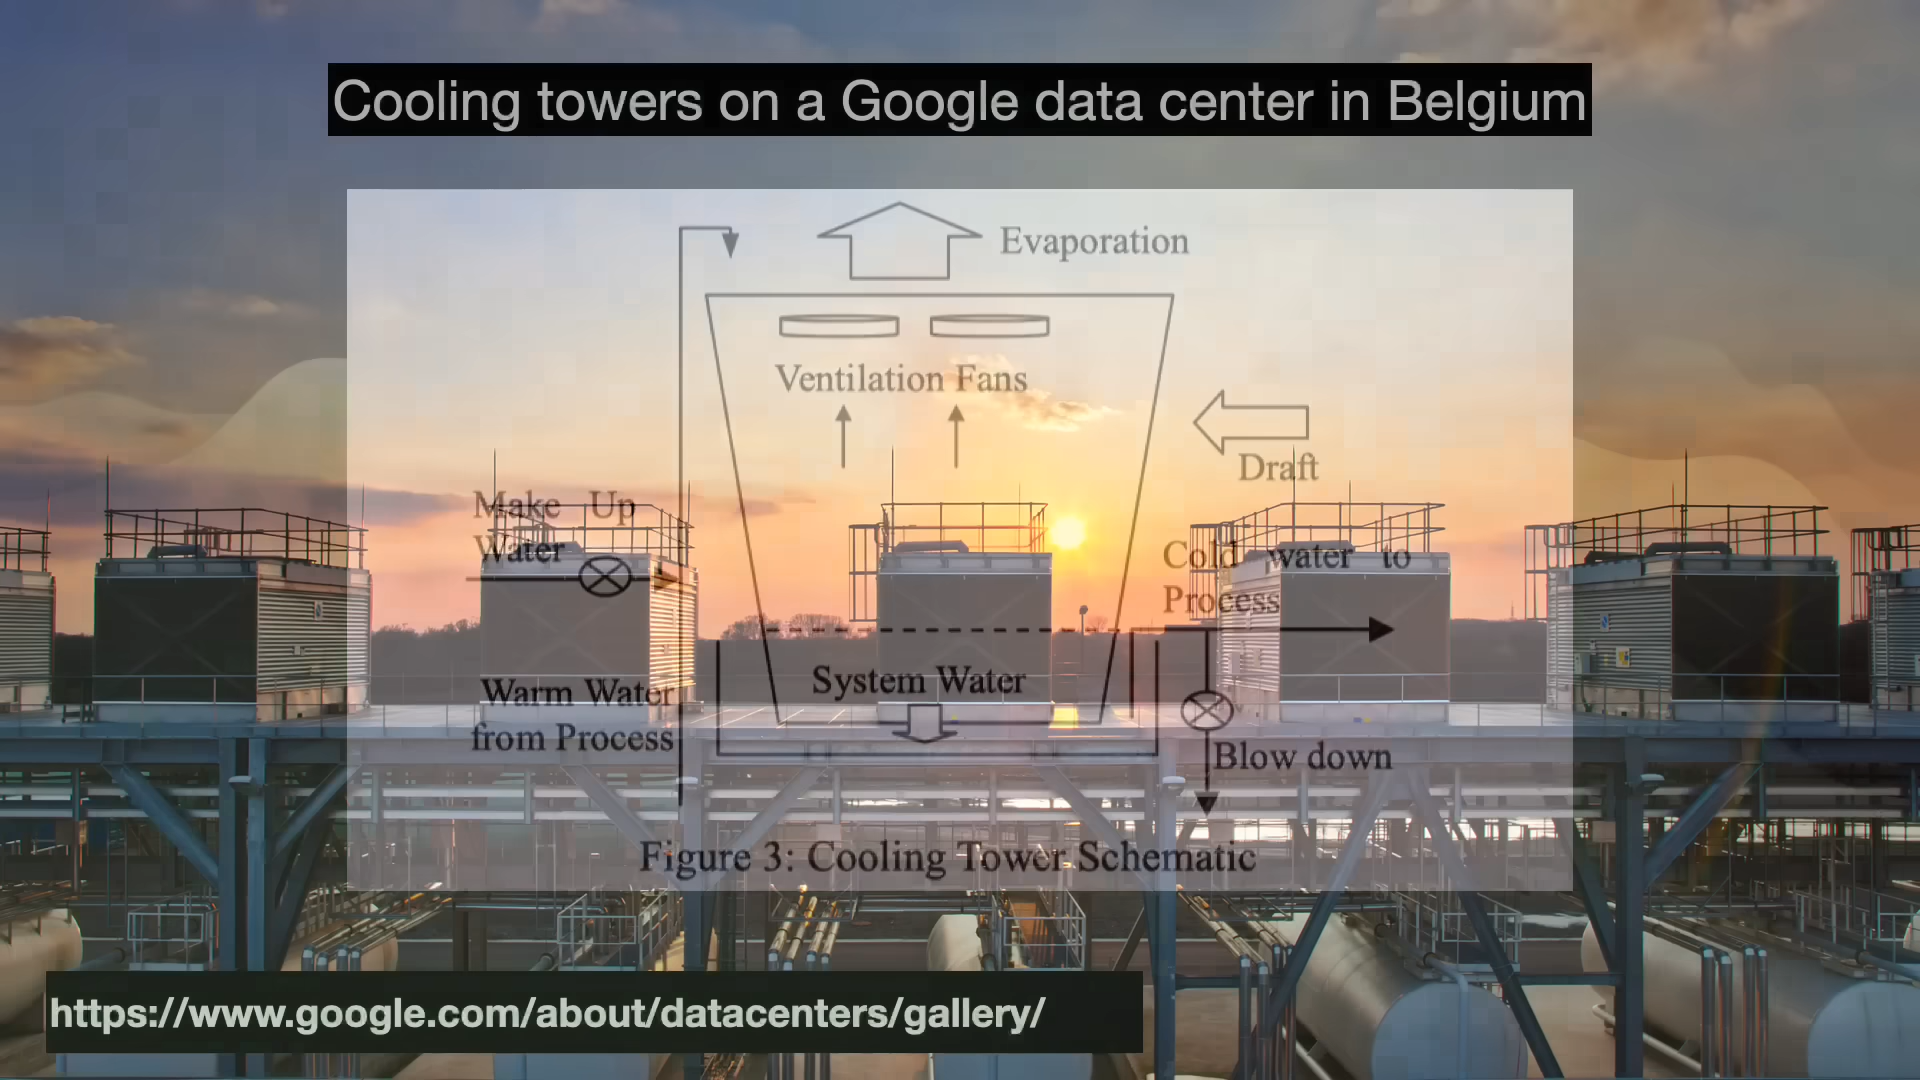 Cooling towers on a Google data center in Belgium
Evaporation
Ventilation Fans
Draft
Make Up
Water
Cold water to
Process
System Water
Warm Water
from Process
Blow down
Figure 3: Cooling Tower Schematic
https://www.google.com/about/datacenters/gallery/